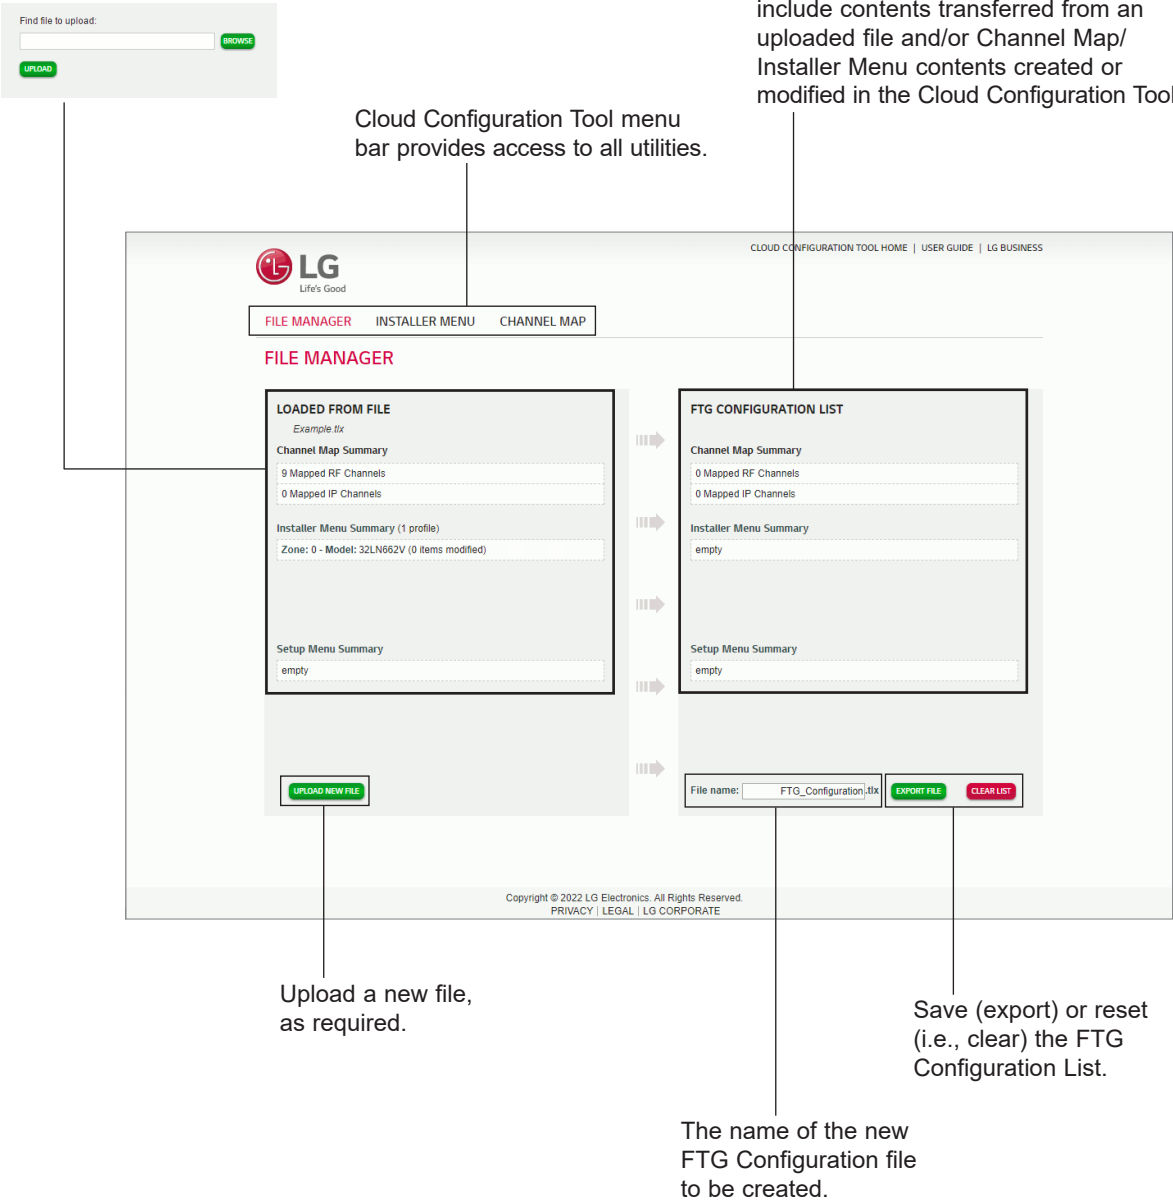 Find file to upload:
BROWSE
UPLOAD
include contents transferred from an
uploaded file and/or Channel Map/
Installer Menu contents created or
modified in the Cloud Configuration Tool
Cloud Configuration Tool menu
bar provides access to all utilities.
LG
Life's Good
CLOUD CONFIGURATION TOOL HOME | USER GUIDE | LG BUSINESS
FILE MANAGER INSTALLER MENU CHANNEL MAP
FILE MANAGER
LOADED FROM FILE
Example.tlx
Channel Map Summary
9 Mapped RF Channels
0 Mapped IP Channels
Installer Menu Summary (1 profile)
Zone: 0 - Model: 32LN662V (0 items modified)
Setup Menu Summary
empty
UPLOAD NEW FILE
FTG CONFIGURATION LIST
Channel Map Summary
0 Mapped RF Channels
0 Mapped IP Channels
Installer Menu Summary
empty
Setup Menu Summary
empty
File name: FTG_Configuration .tlx EXPORT FILE CLEAR LIST
Copyright © 2022 LG Electronics. All Rights Reserved.
PRIVACY | LEGAL | LG CORPORATE
Upload a new file,
as required.
Save (export) or reset
(i.e., clear) the FTG
Configuration List.
The name of the new
FTG Configuration file
to be created.